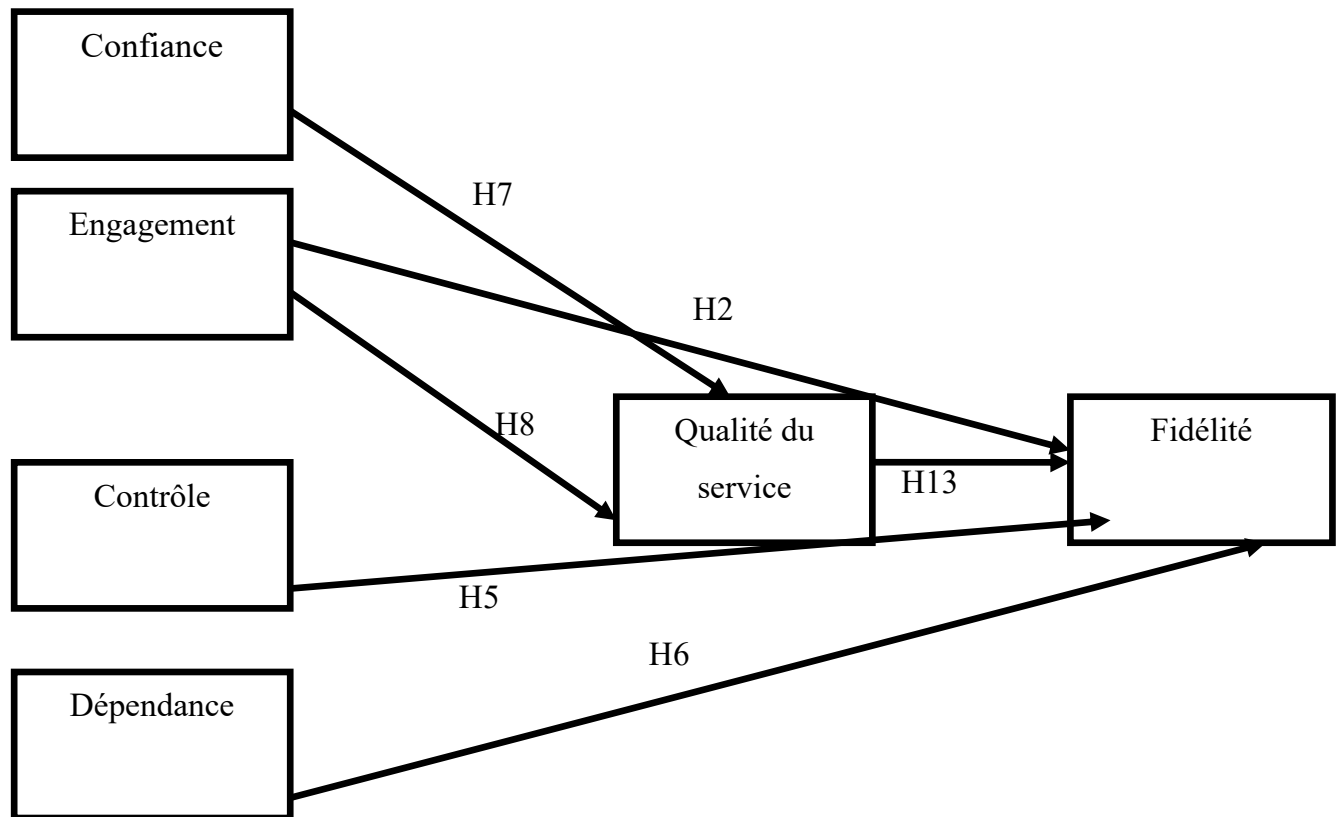 Confiance
H7
Engagement
H2
H8
Qualité du
service
Fidélité
H13
Contrôle
H5
H6
Dépendance